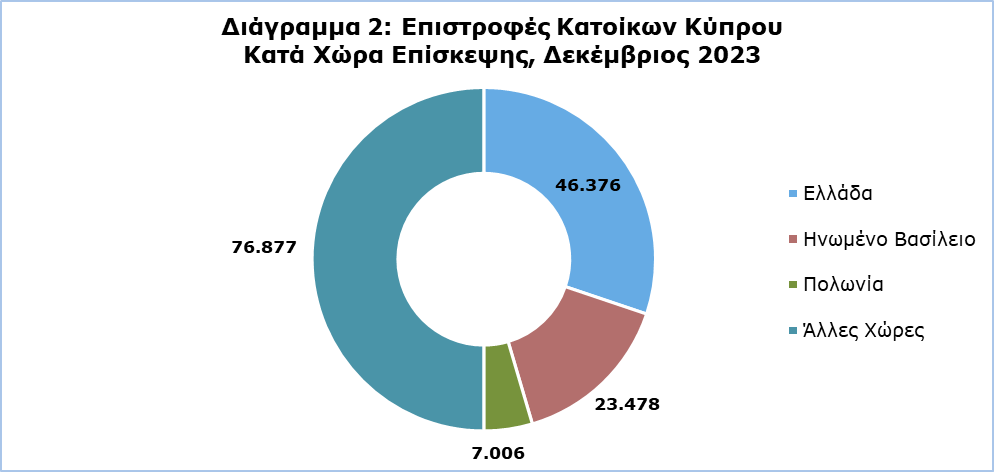 Διάγραμμα 2: Επιστροφές Κατοίκων Κύπρου
Κατά Χώρα Επίσκεψης, Δεκέμβριος 2023
46.376
76.877
23.478
7.006
Ελλάδα
Ηνωμένο Βασίλειο
Πολωνία
Άλλες Χώρες